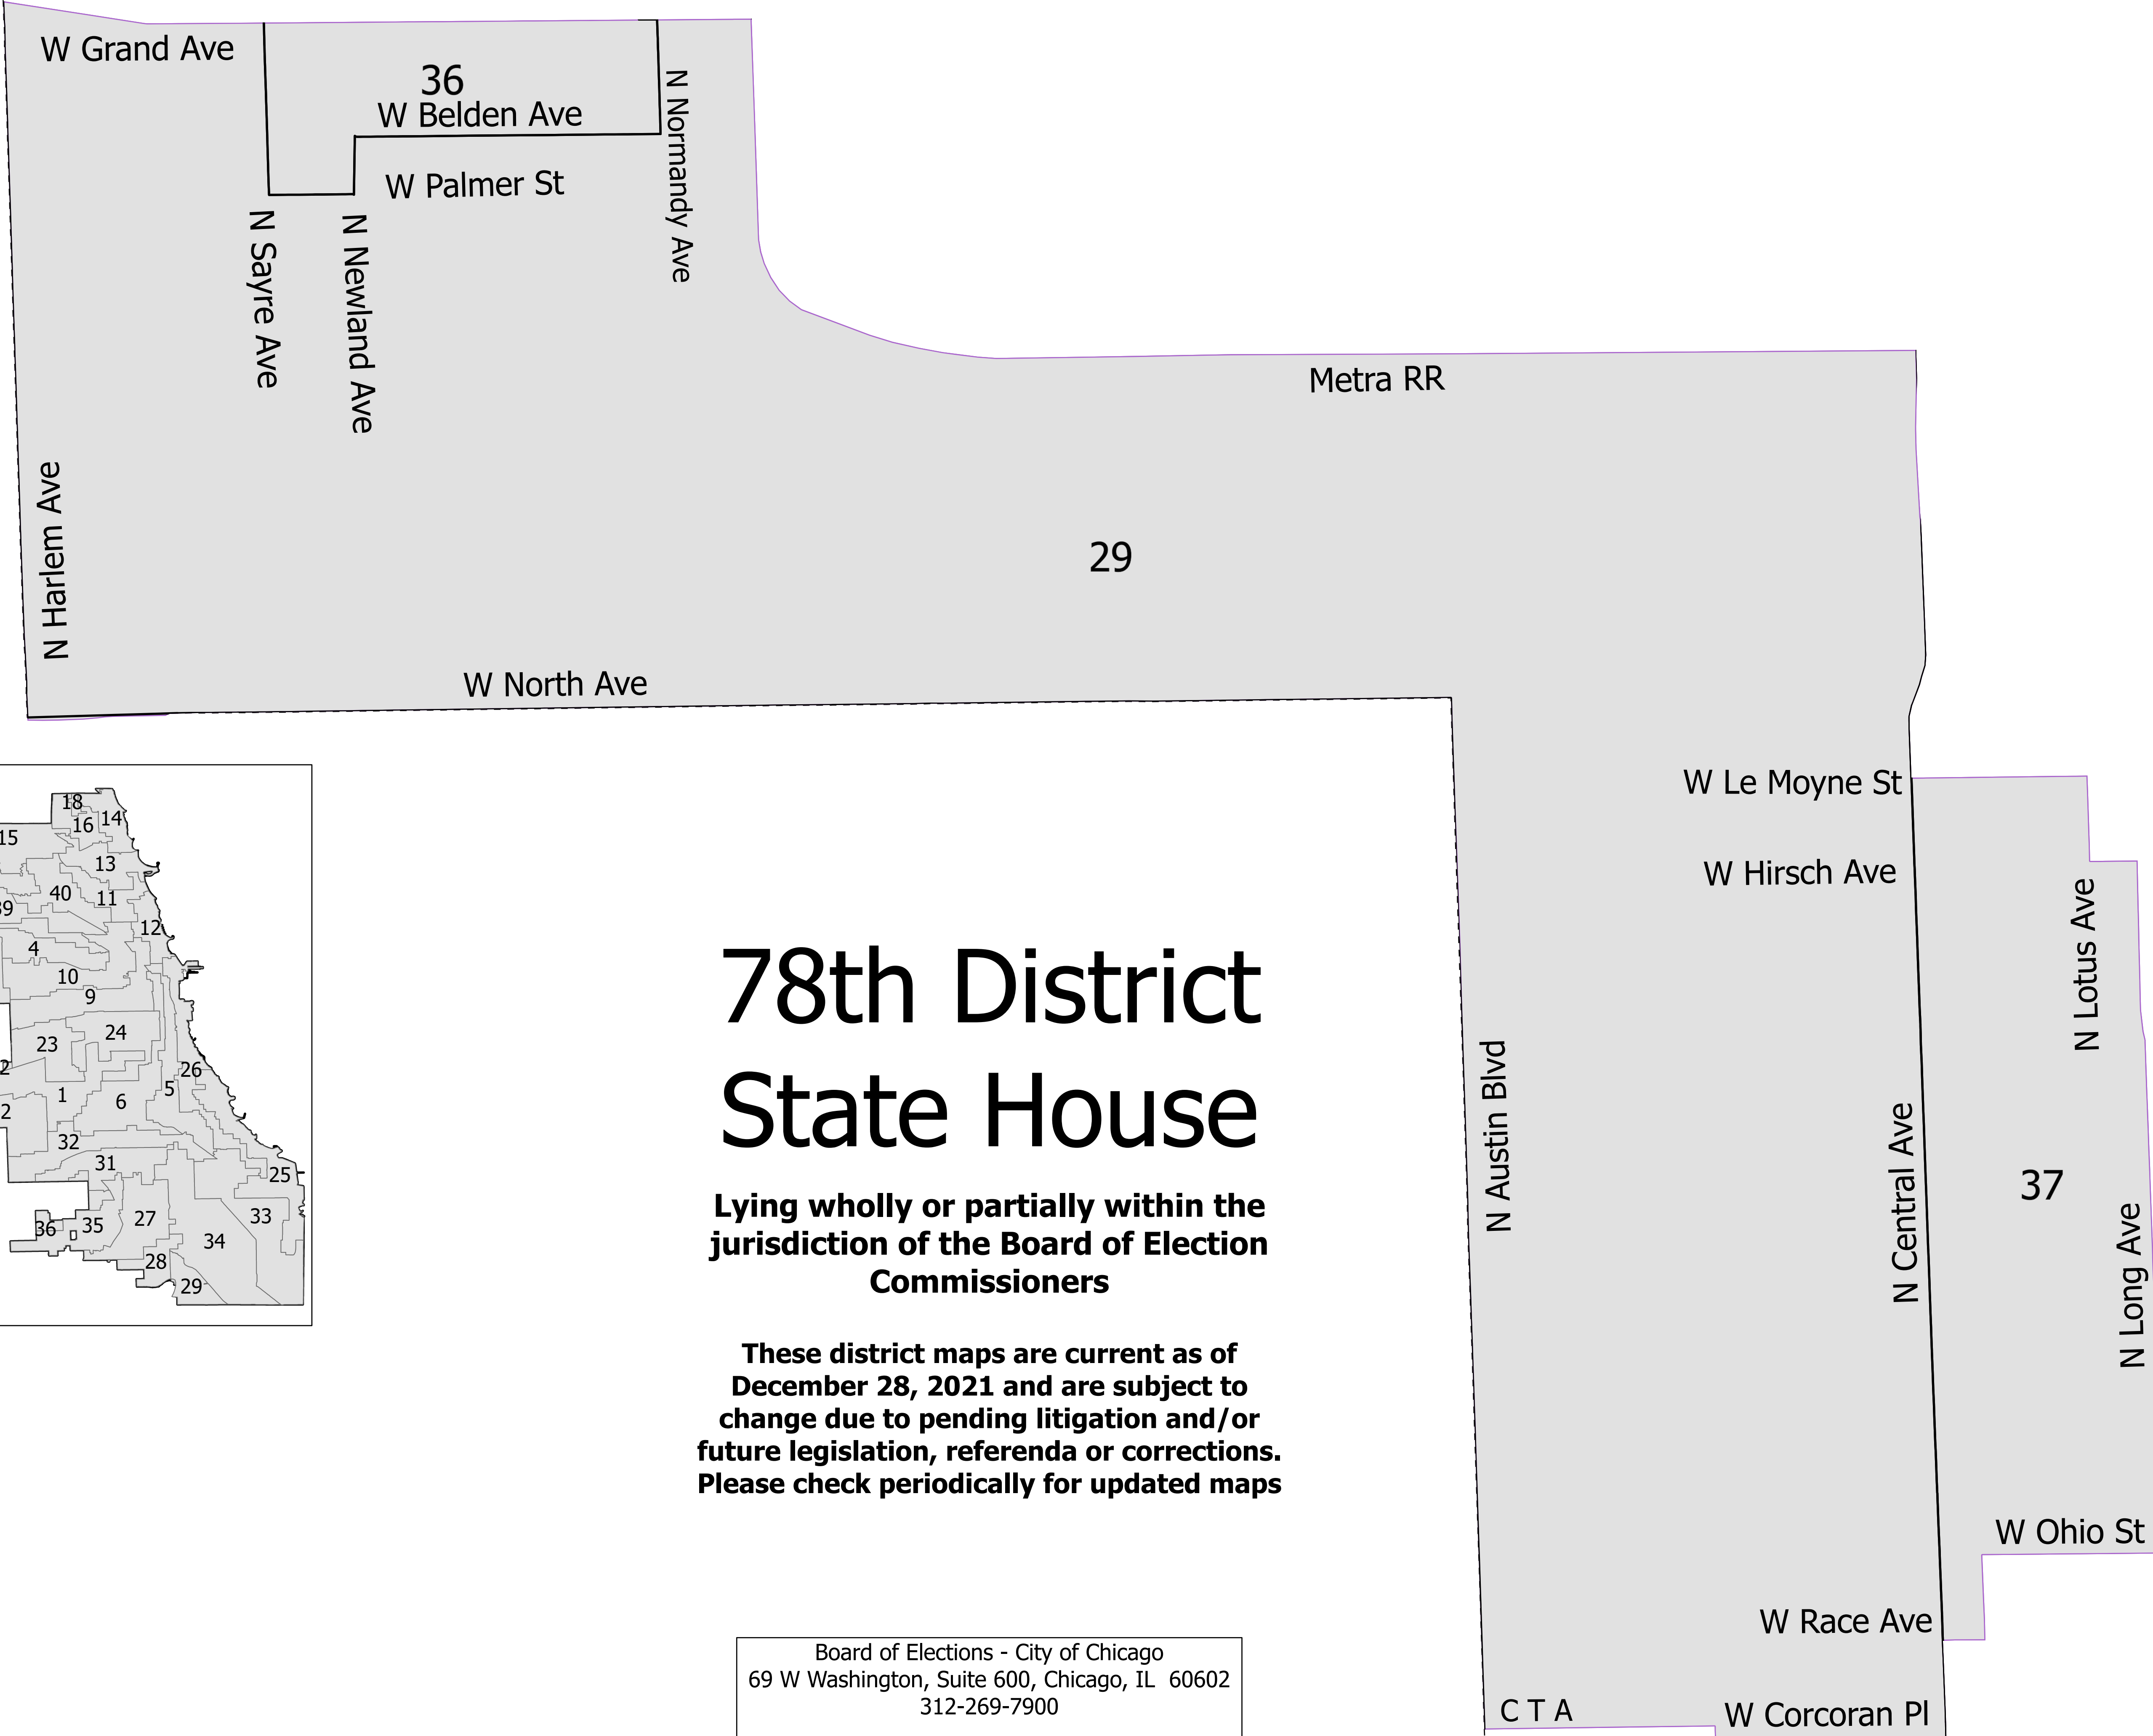 W Grand Ave
36
W Belden Ave
W Palmer St
N Normandy Ave
N Sayre Ave
N Newland Ave
Metra RR
N Harlem Ave
29
W North Ave
W Le Moyne St
W Hirsch Ave
N Lotus Ave
N Austin Blvd
N Central Ave
37
N Long Ave
W Ohio St
W Race Ave
C T A
W Corcoran Pl
18
16
14
15
13
40
11
39
12
4
10
9
24
23
26
2
1
5
6
2
32
31
25
36
35
27
33
34
28
29
78th District
State House
Lying wholly or partially within the
jurisdiction of the Board of Election
Commissioners
These district maps are current as of
December 28, 2021 and are subject to
change due to pending litigation and/or
future legislation, referenda or corrections.
Please check periodically for updated maps
Board of Elections - City of Chicago
69 W Washington, Suite 600, Chicago, IL 60602
312-269-7900